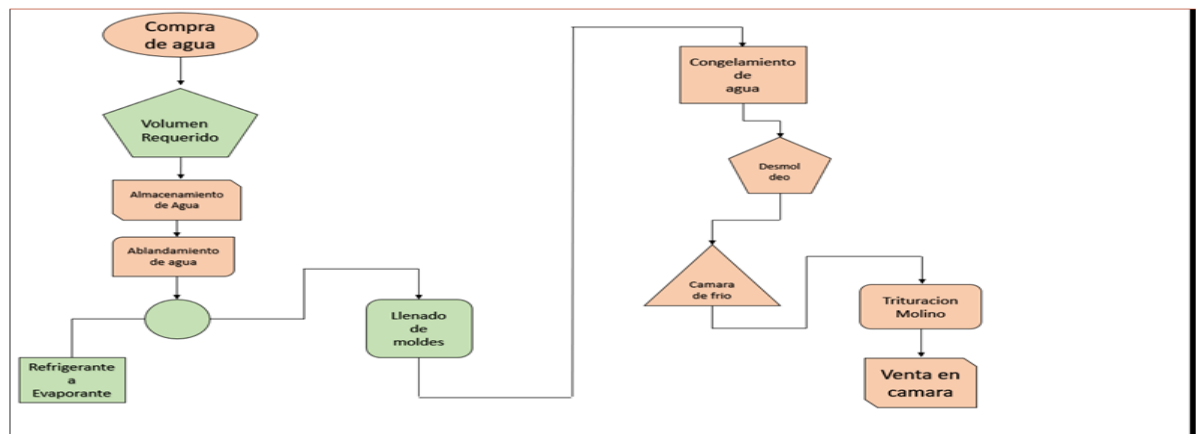 Compra
de agua
Volumen
Requerido
Almacenamiento
de Agua
Ablandamiento
de agua
Refrigerante
a
Evaporante
Llenado
de
moldes
Congelamiento
de
agua
Desmol
deo
Camara
de frio
Trituracion
Molino
Venta en
camara